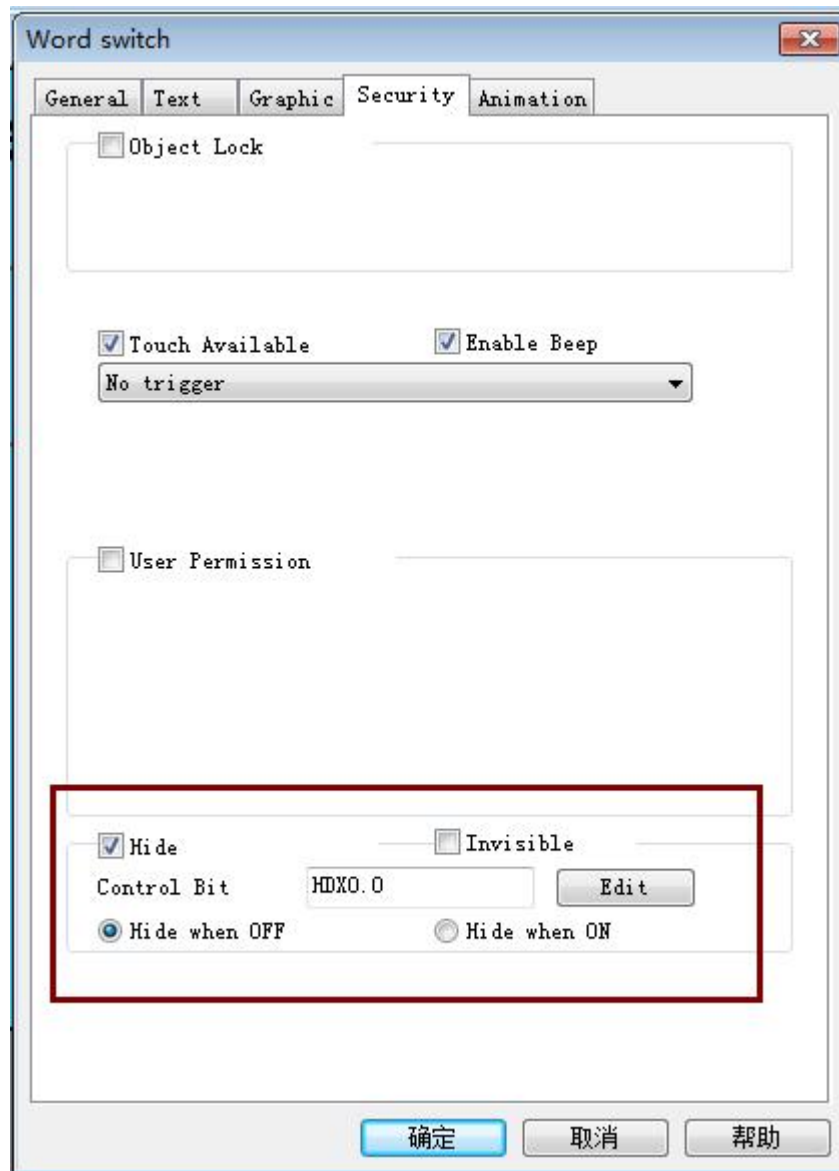 Word switch
General Text Graphic Security Animation
Object Lock
Touch Available Enable Beep
No trigger
User Permission
Hide Invisible
Control Bit HDX0.0 Edit
Hide when OFF Hide when ON
确定 取消 帮助